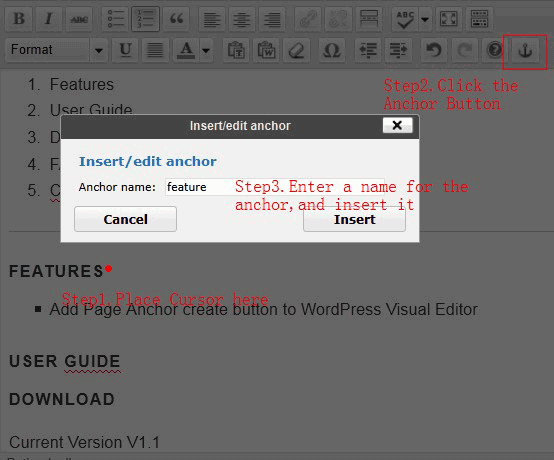 B I ABC ABC
Format U A T W Ω ?
Step2.Click the
Anchor Button
1. Features
2. User Guide
3. D
4. F
5. C
Insert/edit anchor
Insert/edit anchor
Anchor name: feature
Step3.Enter a name for the
anchor,and insert it
Cancel Insert
FEATURES
Step1.Place Cursor here
Add Page Anchor create button to WordPress Visual Editor
USER GUIDE
DOWNLOAD
Current Version V1.1